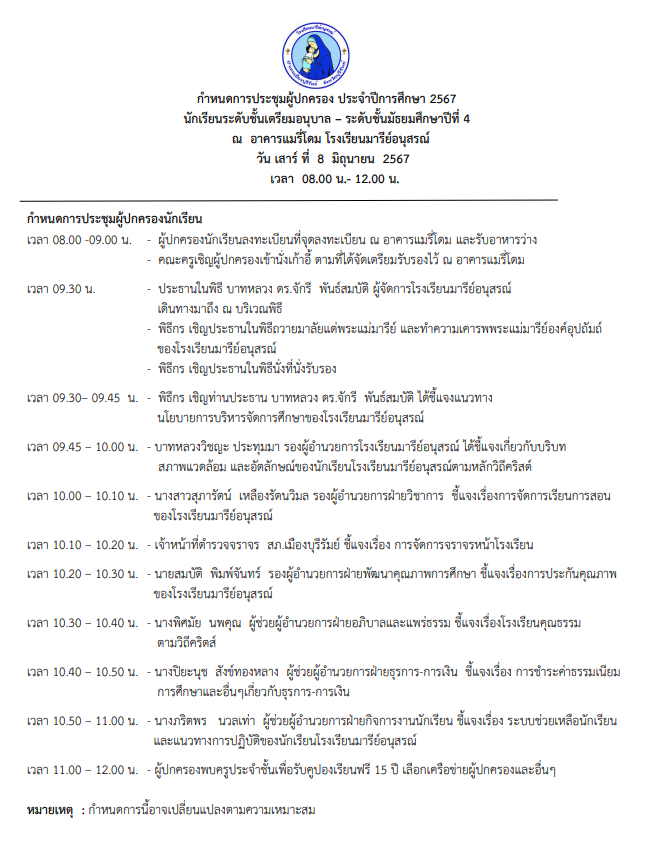 กำหนดการประชุมผู้ปกครอง ประจำปีการศึกษา 2567
นักเรียนระดับชั้นเตรียมอนุบาล – ระดับชั้นมัธยมศึกษาปีที่ 4
ณ อาคารแมรี่โดม โรงเรียนมารีย์อนุสรณ์
วัน เสาร์ ที่ 8 มิถุนายน 2567
เวลา 08.00 น.- 12.00 น.
กำหนดการประชุมผู้ปกครองนักเรียน
เวลา 08.00 -09.00 น. - ผู้ปกครองนักเรียนลงทะเบียนที่จุดลงทะเบียน ณ อาคารแมรี่โดม และรับอาหารว่าง
- คณะครูเชิญผู้ปกครองเข้านั่งเก้าอี้ ตามที่ได้จัดเตรียมรับรองไว้ ณ อาคารแมรี่โดม
เวลา 09.30 น. - ประธานในพิธี บาทหลวง ดร.จักรี พันธ์สมบัติ ผู้จัดการโรงเรียนมารีย์อนุสรณ์
เดินทางมาถึง ณ บริเวณพิธี
- พิธีกร เชิญประธานในพิธีถวายมาลัยแด่พระแม่มารีย์ และทำความเคารพพระแม่มารีย์องค์อุปถัมถ์
ของโรงเรียนมารีย์อนุสรณ์
- พิธีกร เชิญประธานในพิธีนั่งที่นั่งรับรอง
เวลา 09.30– 09.45 น. - พิธีกร เชิญท่านประธาน บาทหลวง ดร.จักรี พันธ์สมบัติ ได้ชี้แจงแนวทาง
นโยบายการบริหารจัดการศึกษาของโรงเรียนมารีย์อนุสรณ์
เวลา 09.45 – 10.00 น. - บาทหลวงวิชญะ ประทุมมา รองผู้อำนวยการโรงเรียนมารีย์อนุสรณ์ ได้ชี้แจงเกี่ยวกับบริบท
สภาพแวดล้อม และอัตลักษณ์ของนักเรียนโรงเรียนมารีย์อนุสรณ์ตามหลักวิถีคริสต์
เวลา 10.00 – 10.10 น. - นางสาวสุภารัตน์ เหลืองรัตนวิมล รองผู้อำนวยการฝ่ายวิชาการ ชี้แจงเรื่องการจัดการเรียนการสอน
ของโรงเรียนมารีย์อนุสรณ์
เวลา 10.10 – 10.20 น. - เจ้าหน้าที่ตำรวจจราจร สภ.เมืองบุรีรัมย์ ชี้แจงเรื่อง การจัดการจราจรหน้าโรงเรียน
เวลา 10.20 – 10.30 น. - นายสมบัติ พิมพ์จันทร์ รองผู้อำนวยการฝ่ายพัฒนาคุณภาพการศึกษา ชี้แจงเรื่องการประกันคุณภาพ
ของโรงเรียนมารีย์อนุสรณ์
เวลา 10.30 – 10.40 น. - นางพิศมัย นพคุณ ผู้ช่วยผู้อำนวยการฝ่ายอภิบาลและแพร่ธรรม ชี้แจงเรื่องโรงเรียนคุณธรรม
ตามวิถีคริตส์
เวลา 10.40 – 10.50 น. - นางปิยะนุช สังข์ทองหลาง ผู้ช่วยผู้อำนวยการฝ่ายธุรการ-การเงิน ชี้แจงเรื่อง การชำระค่าธรรมเนียม
การศึกษาและอื่นๆเกี่ยวกับธุรการ-การเงิน
เวลา 10.50 – 11.00 น. - นางภริตพร นวลเท่า ผู้ช่วยผู้อำนวยการฝ่ายกิจการงานนักเรียน ชี้แจงเรื่อง ระบบช่วยเหลือนักเรียน
และแนวทางการปฏิบัติของนักเรียนโรงเรียนมารีย์อนุสรณ์
เวลา 11.00 – 12.00 น. - ผู้ปกครองพบครูประจำชั้นเพื่อรับคูปองเรียนฟรี 15 ปี เลือกเครือข่ายผู้ปกครองและอื่นๆ
หมายเหตุ : กำหนดการนี้อาจเปลี่ยนแปลงตามความเหมาะสม